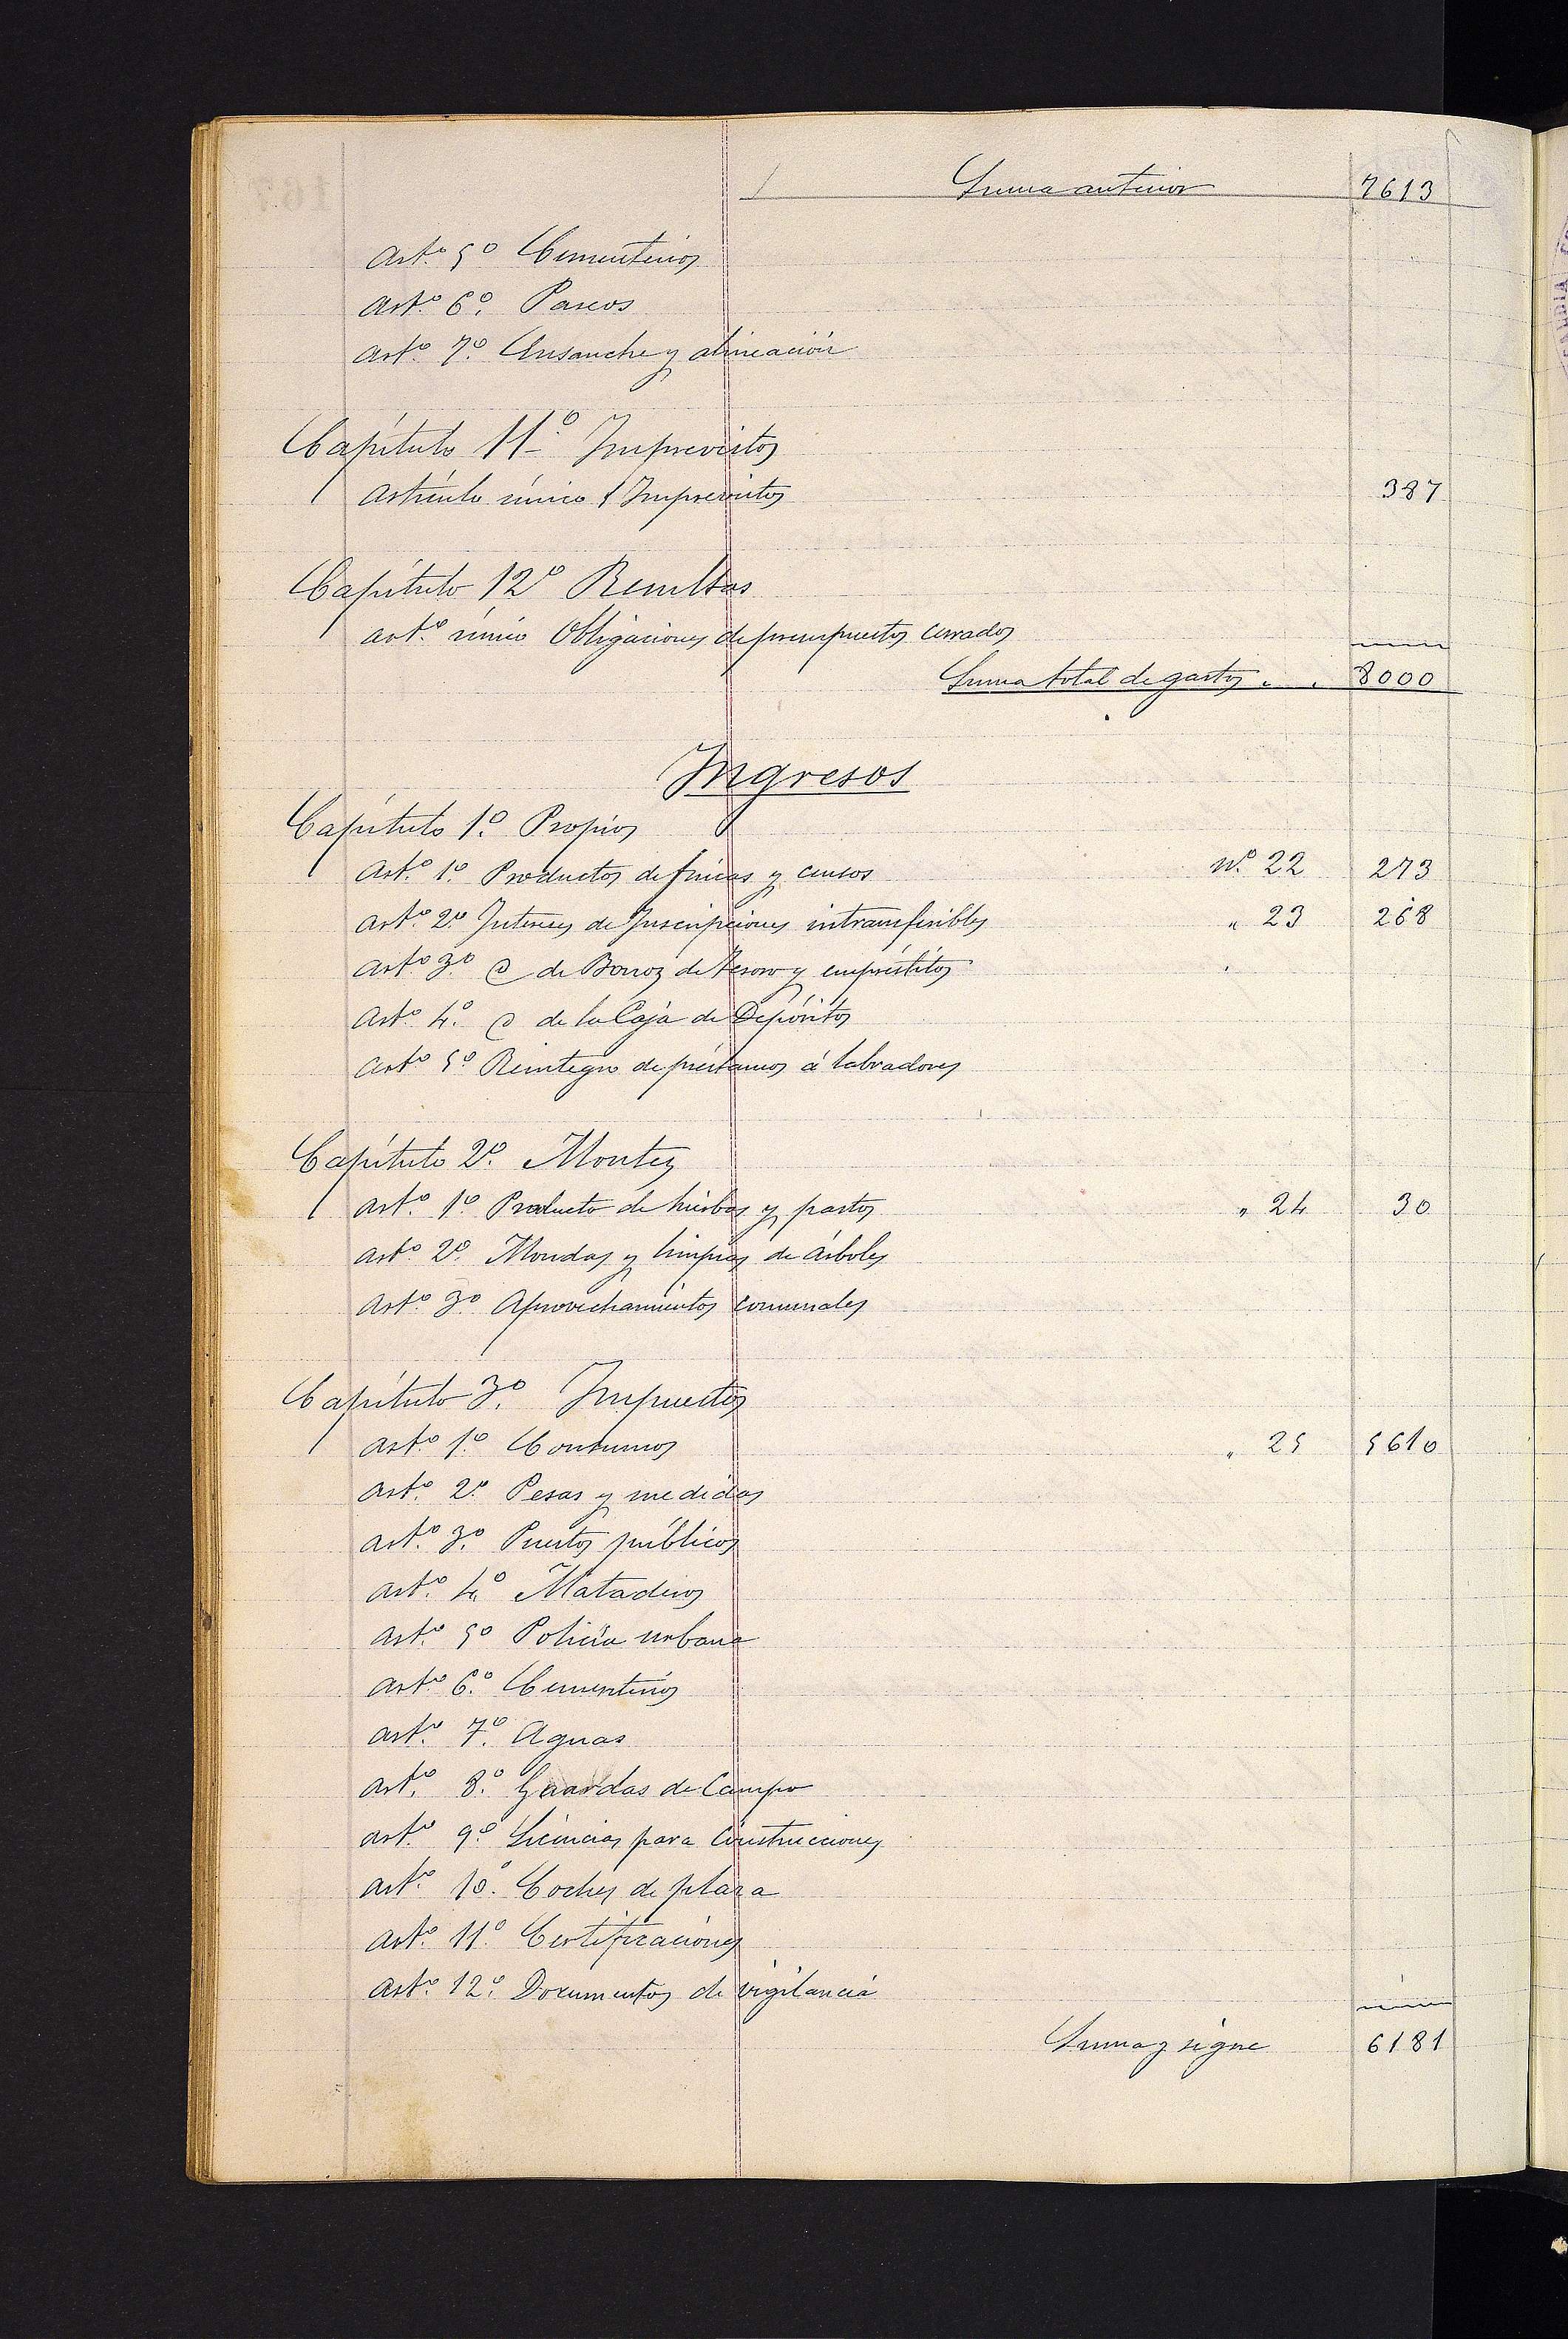 Suma anterior 7613
Art.º 5º Cementerios
Art.º 6º. Paseos
Art.º 7º. Ensanche y alineación
Capítulo 11.º Imprevistos
Artículo único Imprevistos 387
Capítulo 12º Resultas
Art.º único Obligaciones de presupuestos cerrados
Suma total de gastos . . 8000
Ingresos
Capítulo 1º. Propios
Art.º 1º. Productos de fincas y censos Nº. 22 273
Art.º 2º. Intereses de Inscripciones intransferibles " 23 268
Art.º 3º. @ de Bonos de Tesoro y empréstitos
Art.º 4.º @ de la Caja de Depósitos
Art.º 5º. Reintegro de préstamos á labradores
Capítulo 2º. Montes
Art.º 1º Producto de hierbas y pastos " 24 30
Art.º 2º. Mondas y limpias de árboles
Art.º 3º Aprovechamientos comunales
Capítulo 3º. Impuestos
Art.º 1º. Consumos " 25 5610
Art.º 2º. Pesas y medidas
Art.º 3º. Puestos públicos
Art.º 4º Mataderos
Art.º 5º Policía urbana
Art.º 6.º Cementerios
Art.º 7º. Aguas
Art.º 8.º Guardas de Campo
Art.º 9.º Licencias para Construcciones
Art.º 10º. Coches de plaza
Art.º 11º. Certificaciones
Art.º 12º. Documentos de vigilancia
Suma y sigue 6181